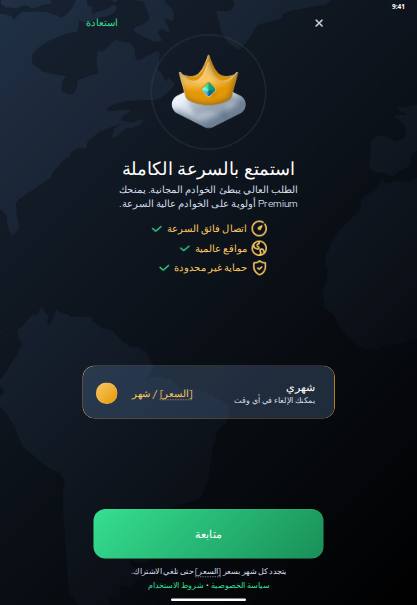 9:41
استعادة
استمتع بالسرعة الكاملة
الطلب العالي يبطئ الخوادم المجانية. يمنحك
Premium أولوية على الخوادم عالية السرعة.
اتصال فائق السرعة
مواقع عالمية
حماية غير محدودة
شهري
يمكنك الإلغاء في أي وقت
[السعر] / شهر
متابعة
يتجدد كل شهر بسعر [السعر] حتى تلغي الاشتراك.
سياسة الخصوصية • شروط الاستخدام